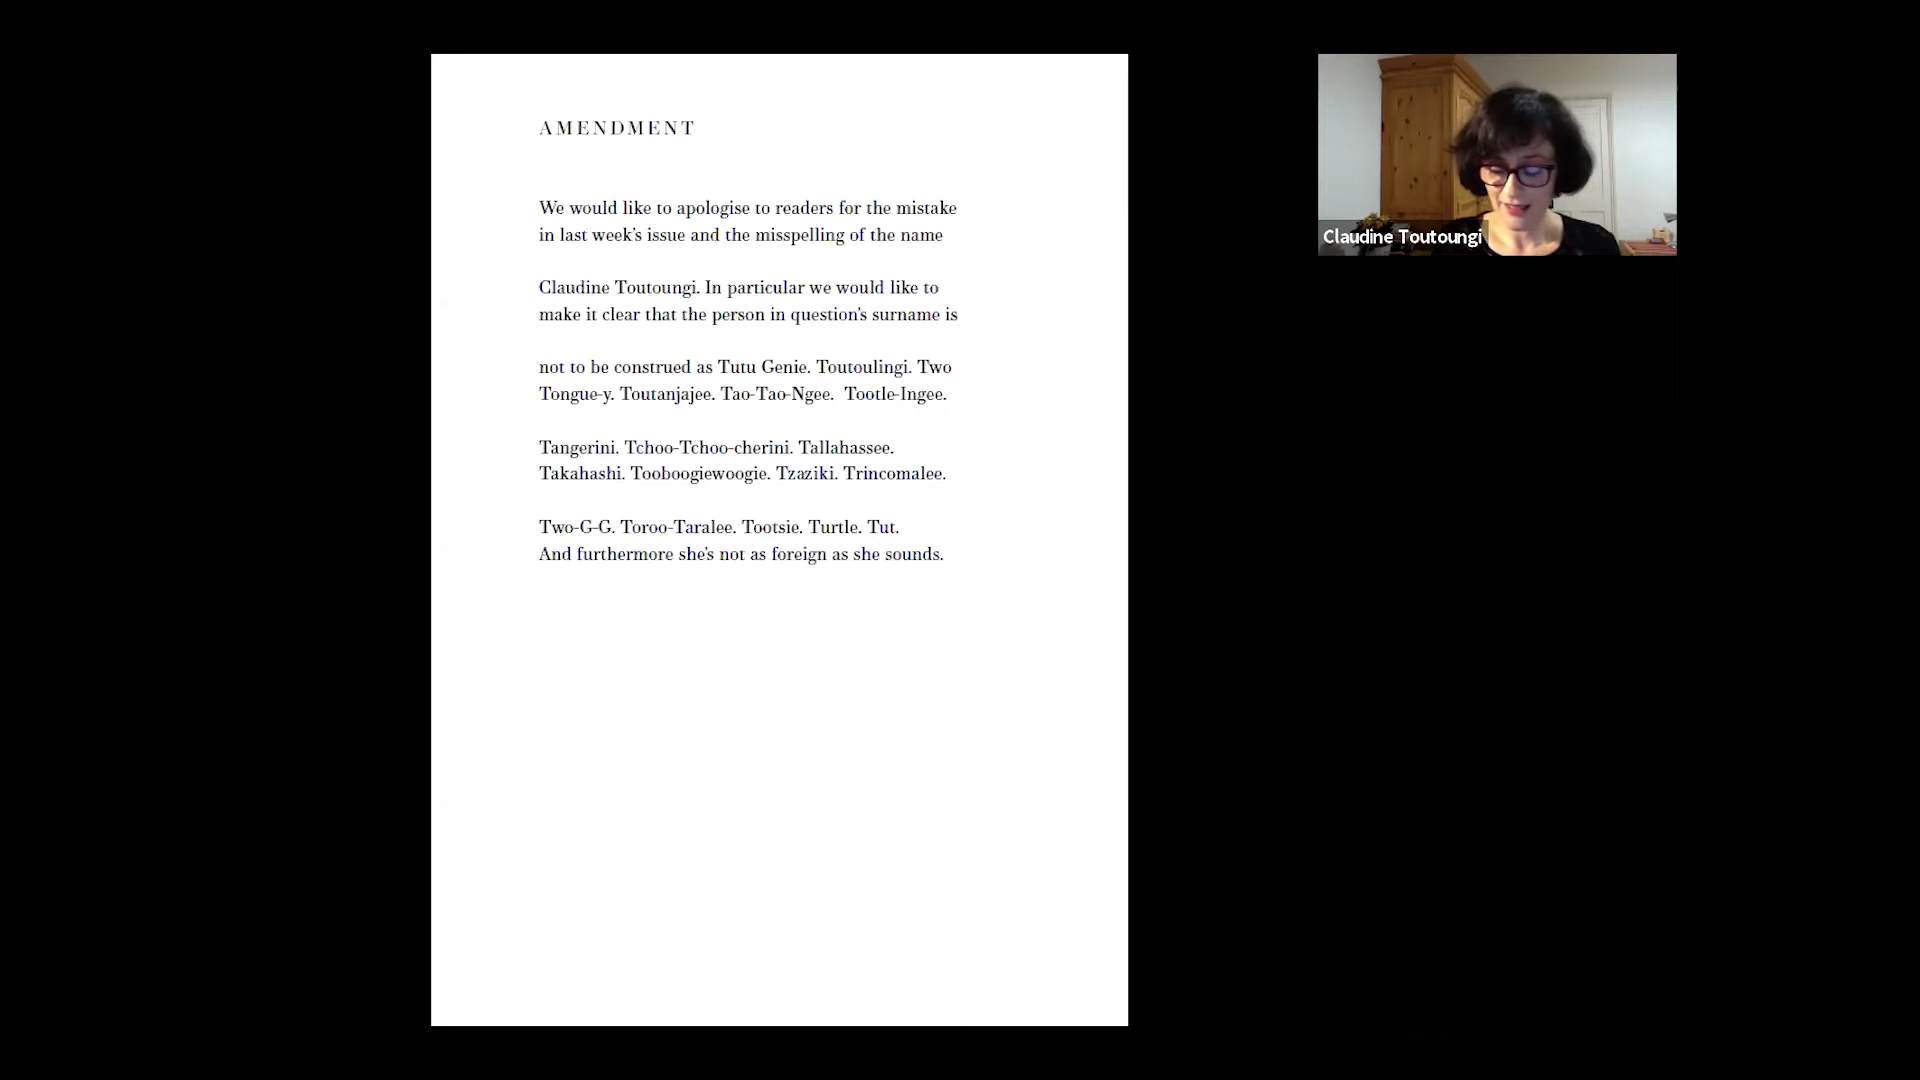 AMENDMENT
We would like to apologise to readers for the mistake
in last week's issue and the misspelling of the name
Claudine Toutoungi. In particular we would like to
make it clear that the person in question's surname is
not to be construed as Tutu Genie. Toutoulingi. Two
Tongue-y. Toutanjajee. Tao-Tao-Ngee.  Tootle-Ingee.
Tangerini. Tchoo-Tchoo-cherini. Tallahassee.
Takahashi. Tooboogiewoogie. Tzaziki. Trincomalee.
Two-G-G. Toroo-Taralee. Tootsie. Turtle. Tut.
And furthermore she's not as foreign as she sounds.
Claudine Toutoungi